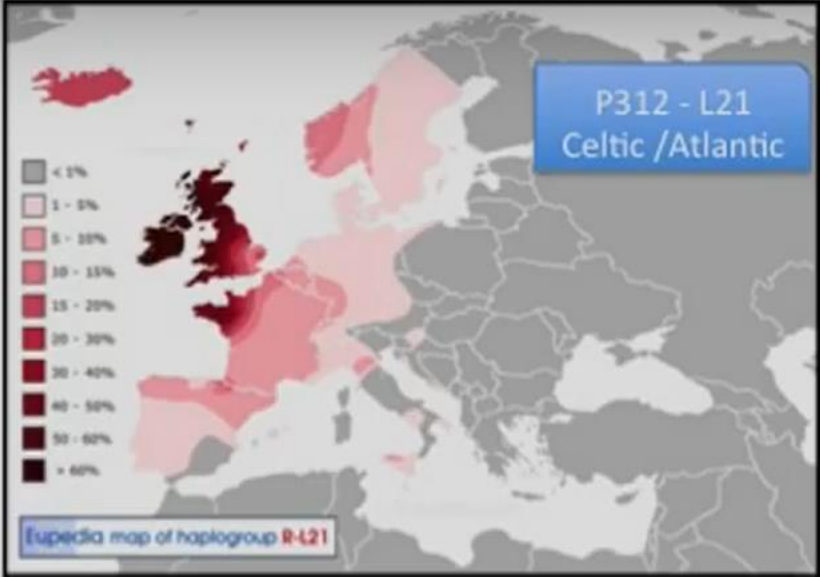 P312 - L21
Celtic /Atlantic
< 1%
1 - 5%
5 - 10%
10 - 15%
15 - 20%
20 - 30%
30 - 40%
40 - 50%
50 - 60%
> 60%
Eupedia map of haplogroup R-L21